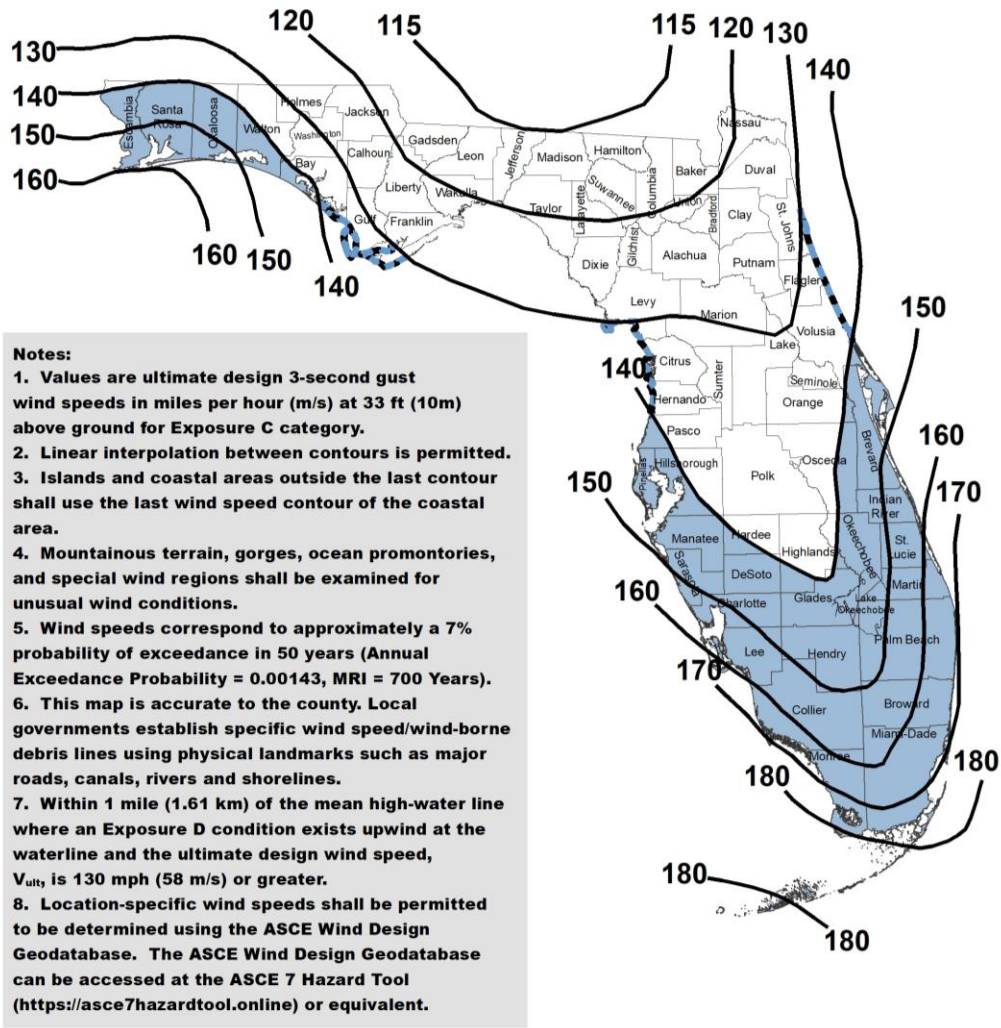 120
115
115
120
130
130
140
140
150
160
Escambia
Santa
Rosa
Okaloosa
Walton
Holmes
Washington
Bay
Jackson
Calhoun
Gulf
Liberty
Franklin
Gadsden
Leon
Wakulla
Jefferson
Madison
Taylor
Hamilton
Suwannee
Lafayette
Columbia
Dixie
Gilchrist
Baker
Union
Bradford
Nassau
Duval
Clay
St. Johns
Alachua
Putnam
Flagler
Levy
Marion
Volusia
160
150
140
Citrus
Hernando
Pasco
Sumter
Lake
Seminole
Orange
Osceola
Brevard
Pinellas
Hillsborough
Polk
Indian
River
Manatee
Hardee
Highlands
Okeechobee
St.
Lucie
Sarasota
DeSoto
Martin
Charlotte
Glades
Lake
Okeechobee
Lee
Hendry
Palm Beach
Collier
Broward
Monroe
Miami-Dade
140
150
160
170
180
150
160
170
180
180
180
Notes:
1. Values are ultimate design 3-second gust
wind speeds in miles per hour (m/s) at 33 ft (10m)
above ground for Exposure C category.
2. Linear interpolation between contours is permitted.
3. Islands and coastal areas outside the last contour
shall use the last wind speed contour of the coastal
area.
4. Mountainous terrain, gorges, ocean promontories,
and special wind regions shall be examined for
unusual wind conditions.
5. Wind speeds correspond to approximately a 7%
probability of exceedance in 50 years (Annual
Exceedance Probability = 0.00143, MRI = 700 Years).
6. This map is accurate to the county. Local
governments establish specific wind speed/wind-borne
debris lines using physical landmarks such as major
roads, canals, rivers and shorelines.
7. Within 1 mile (1.61 km) of the mean high-water line
where an Exposure D condition exists upwind at the
waterline and the ultimate design wind speed,
Vult, is 130 mph (58 m/s) or greater.
8. Location-specific wind speeds shall be permitted
to be determined using the ASCE Wind Design
Geodatabase. The ASCE Wind Design Geodatabase
can be accessed at the ASCE 7 Hazard Tool
(https://asce7hazardtool.online) or equivalent.